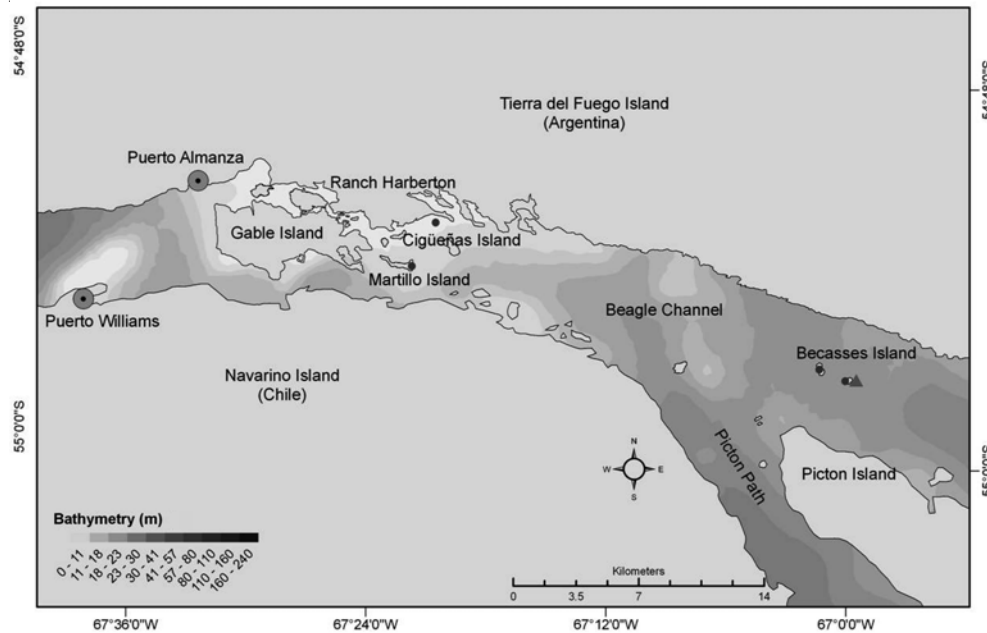 54°48'0"S
54°48'0"S
Tierra del Fuego Island
(Argentina)
Puerto Almanza
Ranch Harberton
Gable Island
Cigüeñas Island
Martillo Island
Beagle Channel
Puerto Williams
Becasses Island
Navarino Island
(Chile)
55°0'0"S
55°0'0"S
Picton Path
Picton Island
N
W
E
S
Bathymetry (m)
0 - 11
11 - 18
18 - 23
23 - 30
30 - 41
41 - 57
57 - 80
80 - 110
110 - 160
160 - 240
Kilometers
0 3.5 7 14
67°36'0"W 67°24'0"W 67°12'0"W 67°0'0"W